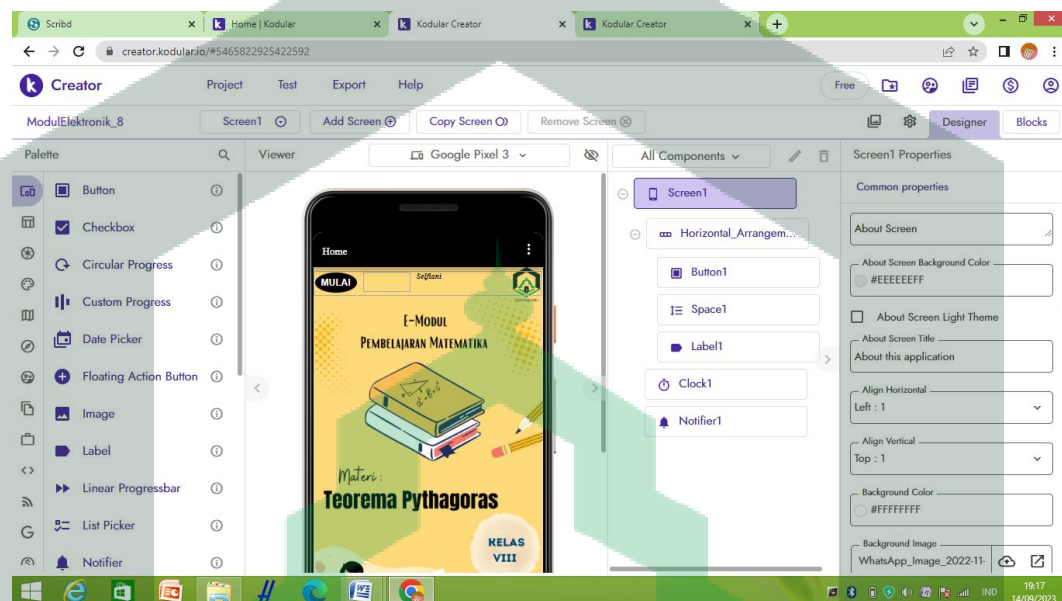 Scribd
Home | Kodular
Kodular Creator
Kodular Creator
creator.kodular.io/#5465822925422592
Creator
Project
Test
Export
Help
Free
ModulElektronik_8
Screen1
Add Screen
Copy Screen
Remove Screen
Designer
Blocks
Palette
Viewer
Google Pixel 3
All Components
Screen1 Properties
Button
Checkbox
Circular Progress
Custom Progress
Date Picker
Floating Action Button
Image
Label
Linear Progressbar
List Picker
Notifier
Home
MULAI
Selfiani
E-Modul
Pembelajaran Matematika
Materi :
Teorema Pythagoras
KELAS
VIII
Screen1
Horizontal_Arrangem...
Button1
Space1
Label1
Clock1
Notifier1
Common properties
About Screen
About Screen Background Color
#EEEEEEFF
About Screen Light Theme
About Screen Title
About this application
Align Horizontal
Left : 1
Align Vertical
Top : 1
Background Color
#FFFFFFFF
Background Image
WhatsApp_Image_2022-11-
IND
19:17
14/09/2023